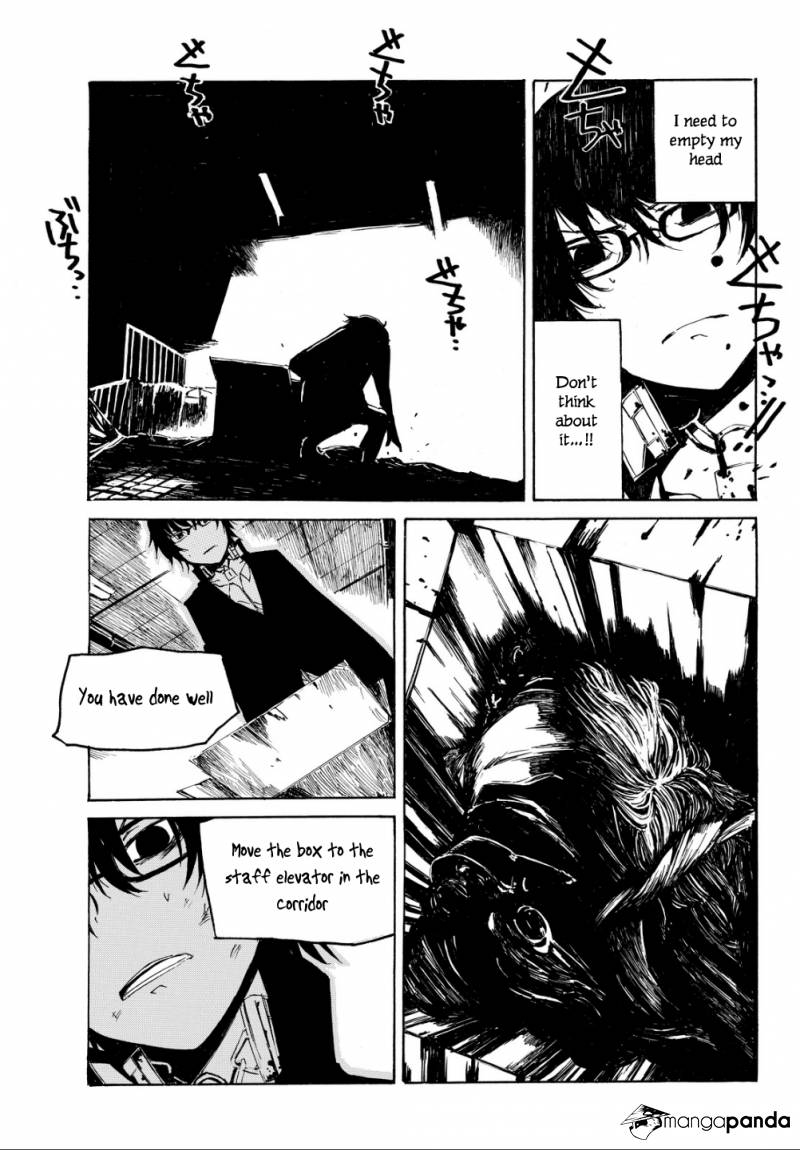 I need to
empty my
head
ぐちゃ
ぐちゃっ
Don't
think
about
it...!!
ぐちゃ
ぐちゃ
ぐちゃ
ぶちっ
You have done well
Move the box to the
staff elevator in the
corridor
mangapanda